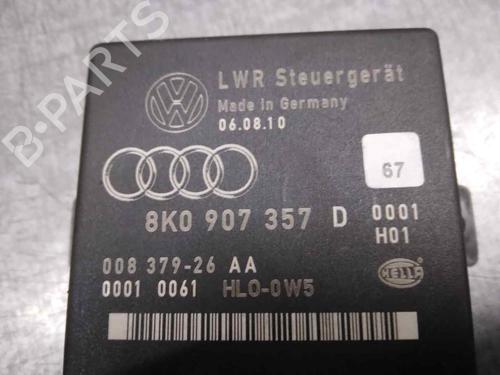 LWR Steuergerät
Made in Germany
06.08.10
67
8K0 907 357 D 0001
H01
008 379-26 AA
0001 0061 HLO-0W5
HELLA
B-PARTS